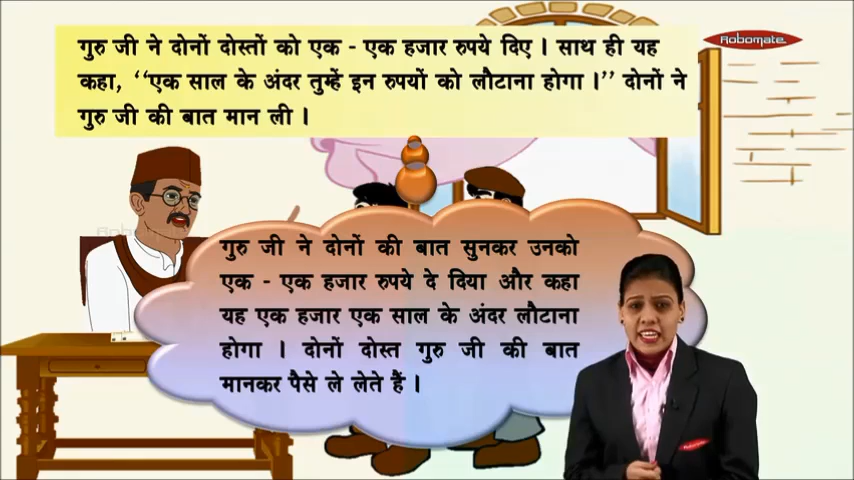 गुरु जी ने दोनों दोस्तों को एक - एक हजार रुपये दिए । साथ ही यह
कहा, ‘‘एक साल के अंदर तुम्हें इन रुपयों को लौटाना होगा ।’’ दोनों ने
गुरु जी की बात मान ली ।
Robomate
गुरु जी ने दोनों की बात सुनकर उनको
एक - एक हजार रुपये दे दिया और कहा
यह एक हजार एक साल के अंदर लौटाना
होगा । दोनों दोस्त गुरु जी की बात
मानकर पैसे ले लेते हैं ।
Robomate